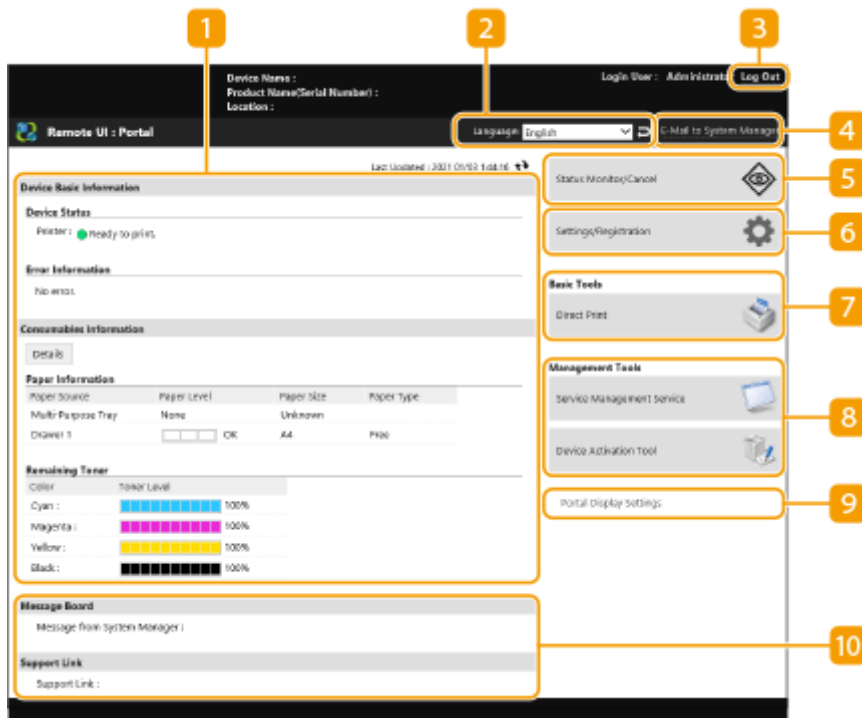 1
2
3
Device Name :
Product Name(Serial Number) :
Location :
Login User : Administrator Log Out
Remote UI : Portal
Language: English
E-Mail to System Manager
4
Last Updated : 2021 01/03 1:44:16
Device Basic Information
Device Status
Printer : Ready to print.
Error Information
No error.
Consumables Information
Details
Paper Information
Paper Source Paper Level Paper Size Paper Type
Multi-Purpose Tray None Unknown
Drawer 1 OK A4 Free
Remaining Toner
Color Toner Level
Cyan : 100%
Magenta : 100%
Yellow : 100%
Black : 100%
Message Board
Message from System Manager :
Support Link
Support Link :
Status Monitor/Cancel
5
Settings/Registration
6
Basic Tools
Direct Print
7
Management Tools
Service Management Service
8
Device Activation Tool
Portal Display Settings
9
10